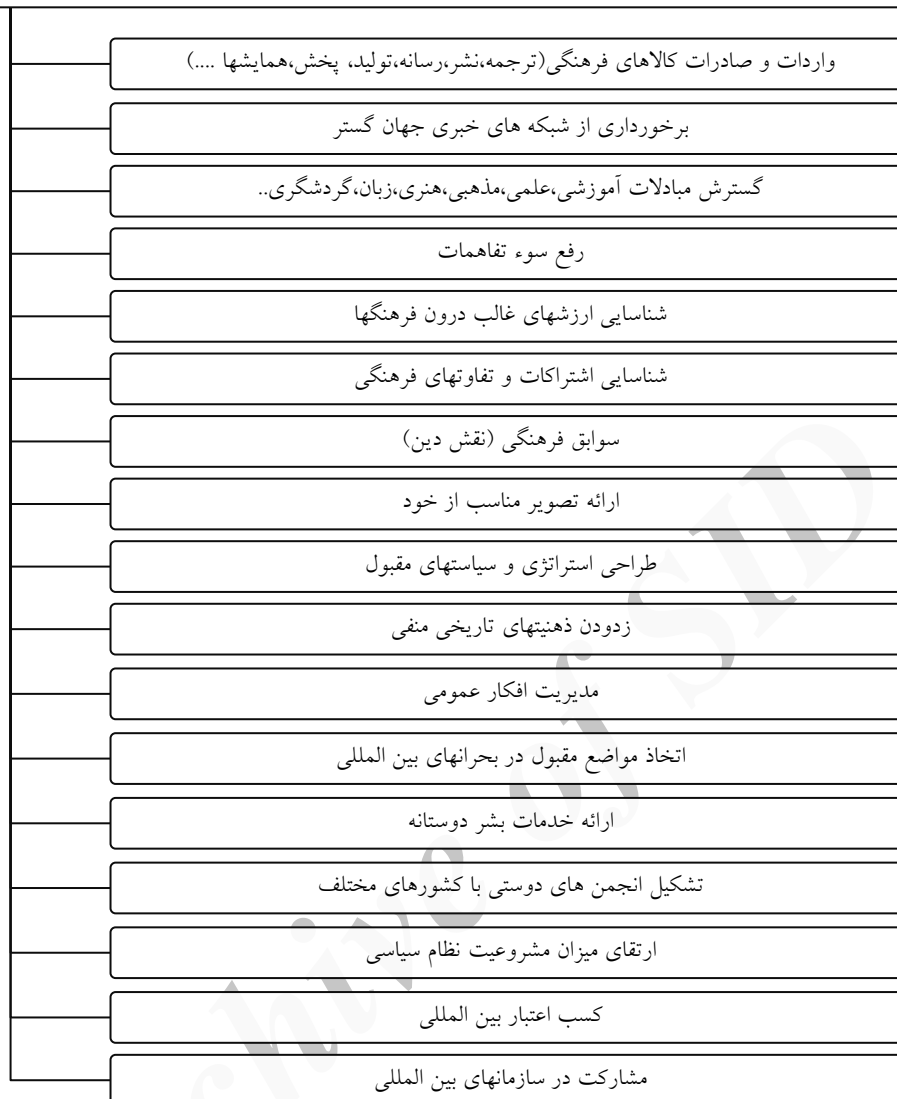 واردات و صادرات کالاهای فرهنگی(ترجمه،نشر،رسانه،تولید، پخش،همایشها ....)
برخورداری از شبکه های خبری جهان گستر
گسترش مبادلات آموزشی،علمی،مذهبی،هنری،زبان،گردشگری..
رفع سوء تفاهمات
شناسایی ارزشهای غالب درون فرهنگها
شناسایی اشتراکات و تفاوتهای فرهنگی
سوابق فرهنگی (نقش دین)
ارائه تصویر مناسب از خود
طراحی استراتژی و سیاستهای مقبول
زدودن ذهنیتهای تاریخی منفی
مدیریت افکار عمومی
اتخاذ مواضع مقبول در بحرانهای بین المللی
ارائه خدمات بشر دوستانه
تشکیل انجمن های دوستی با کشورهای مختلف
ارتقای میزان مشروعیت نظام سیاسی
کسب اعتبار بین المللی
مشارکت در سازمانهای بین المللی
chive of SID